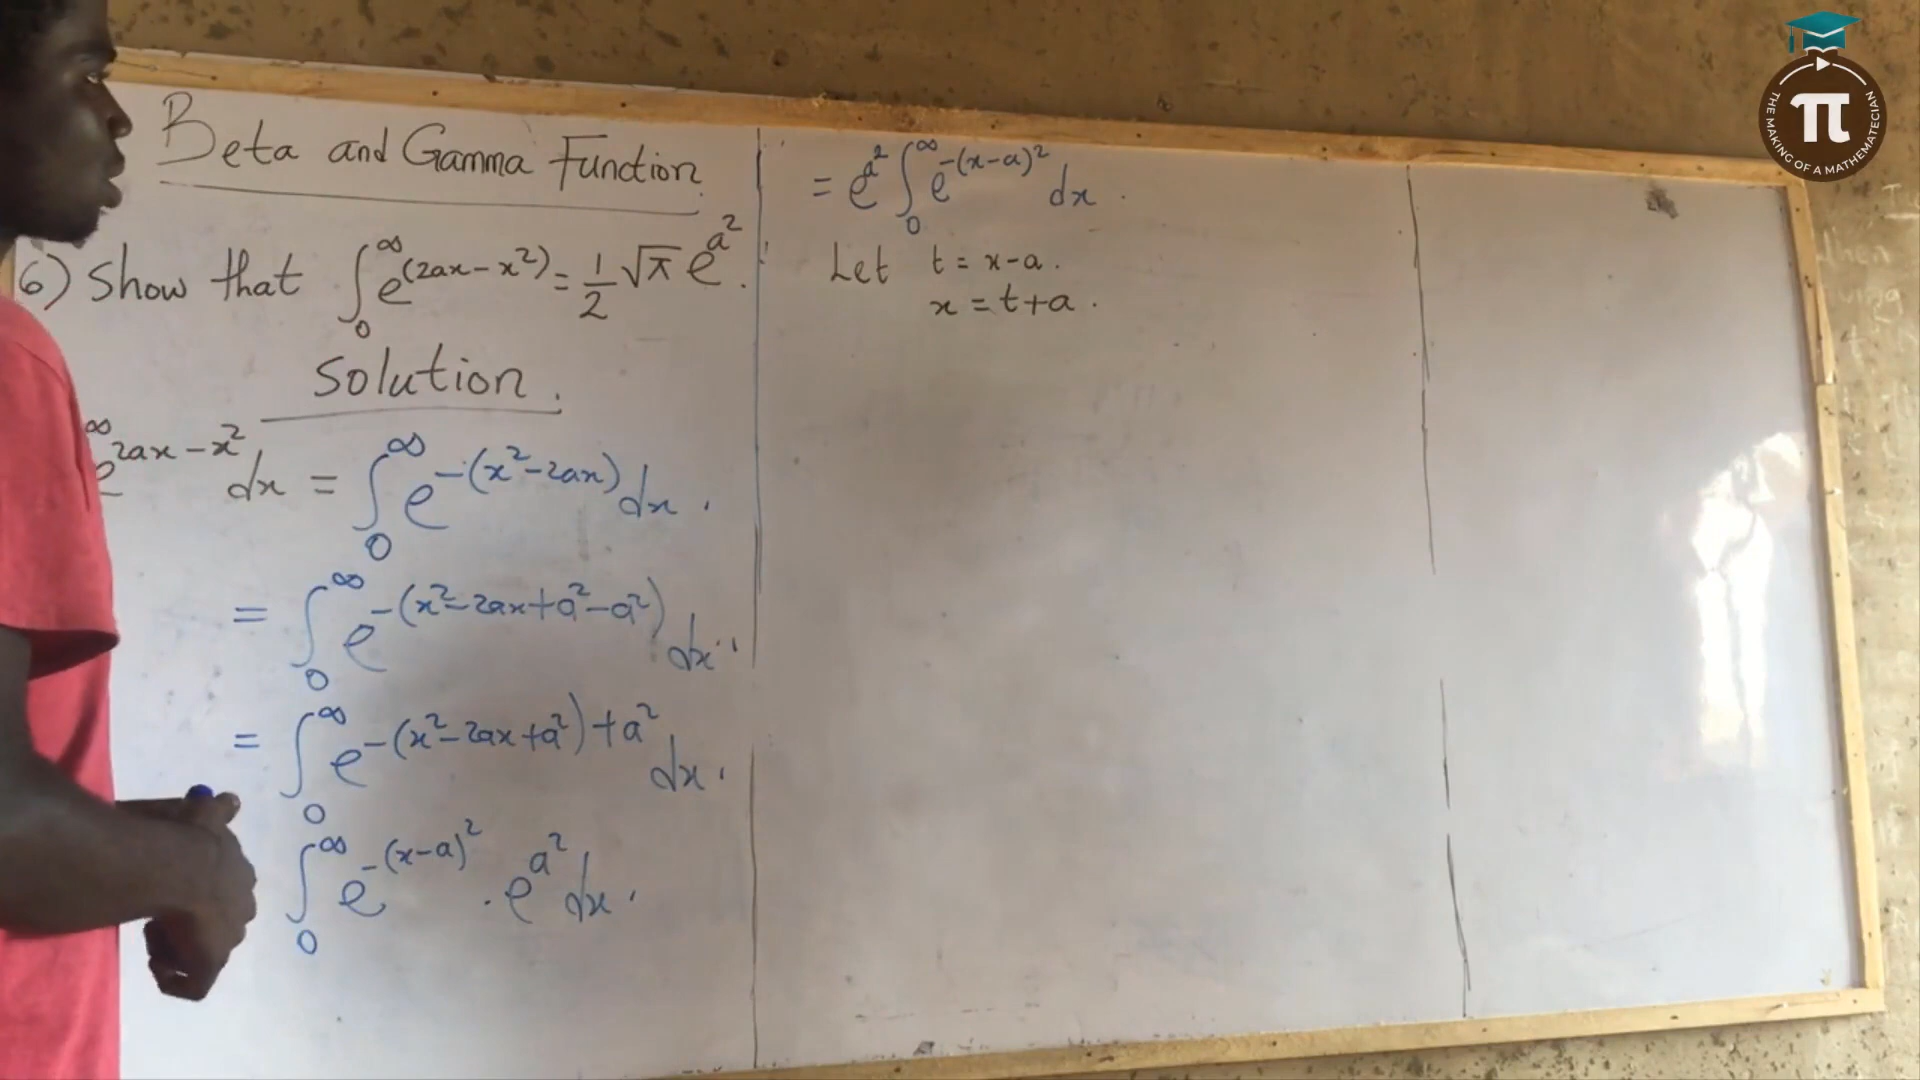 Beta and Gamma Function.
6) Show that ∫₀^∞ e^(2ax-x²) = 1/2 √π e^a².
Solution.
∞ e^2ax-x² dx = ∫₀^∞ e^-(x²-2ax) dx.
= ∫₀^∞ e^-(x²-2ax+a²-a²) dx.
= ∫₀^∞ e^-(x²-2ax+a²)+a² dx.
∫₀^∞ e^-(x-a)² . e^a² dx.
= e^a² ∫₀^∞ e^-(x-a)² dx.
Let t = x-a.
x = t+a.
THE MAKING OF A MATHEMATECIAN
π